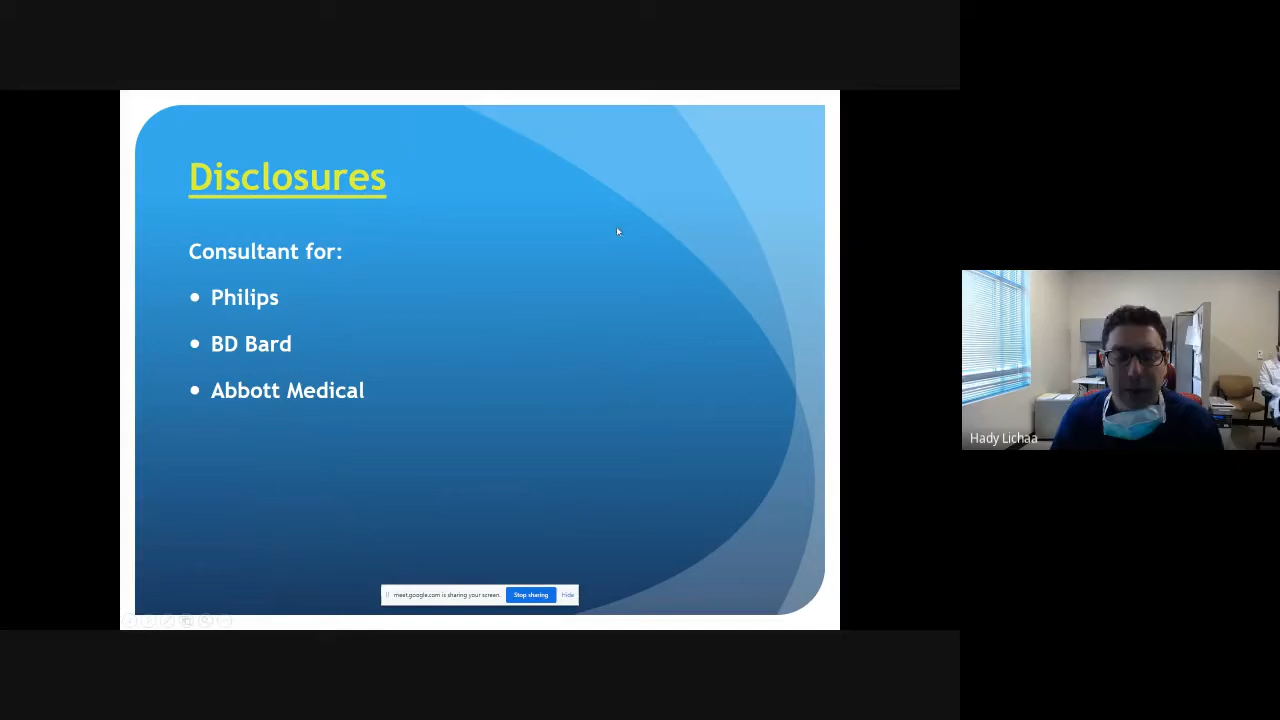 Disclosures
Consultant for:
• Philips
• BD Bard
• Abbott Medical
meet.google.com is sharing your screen.
Stop sharing
Hide
Hady Lichaa